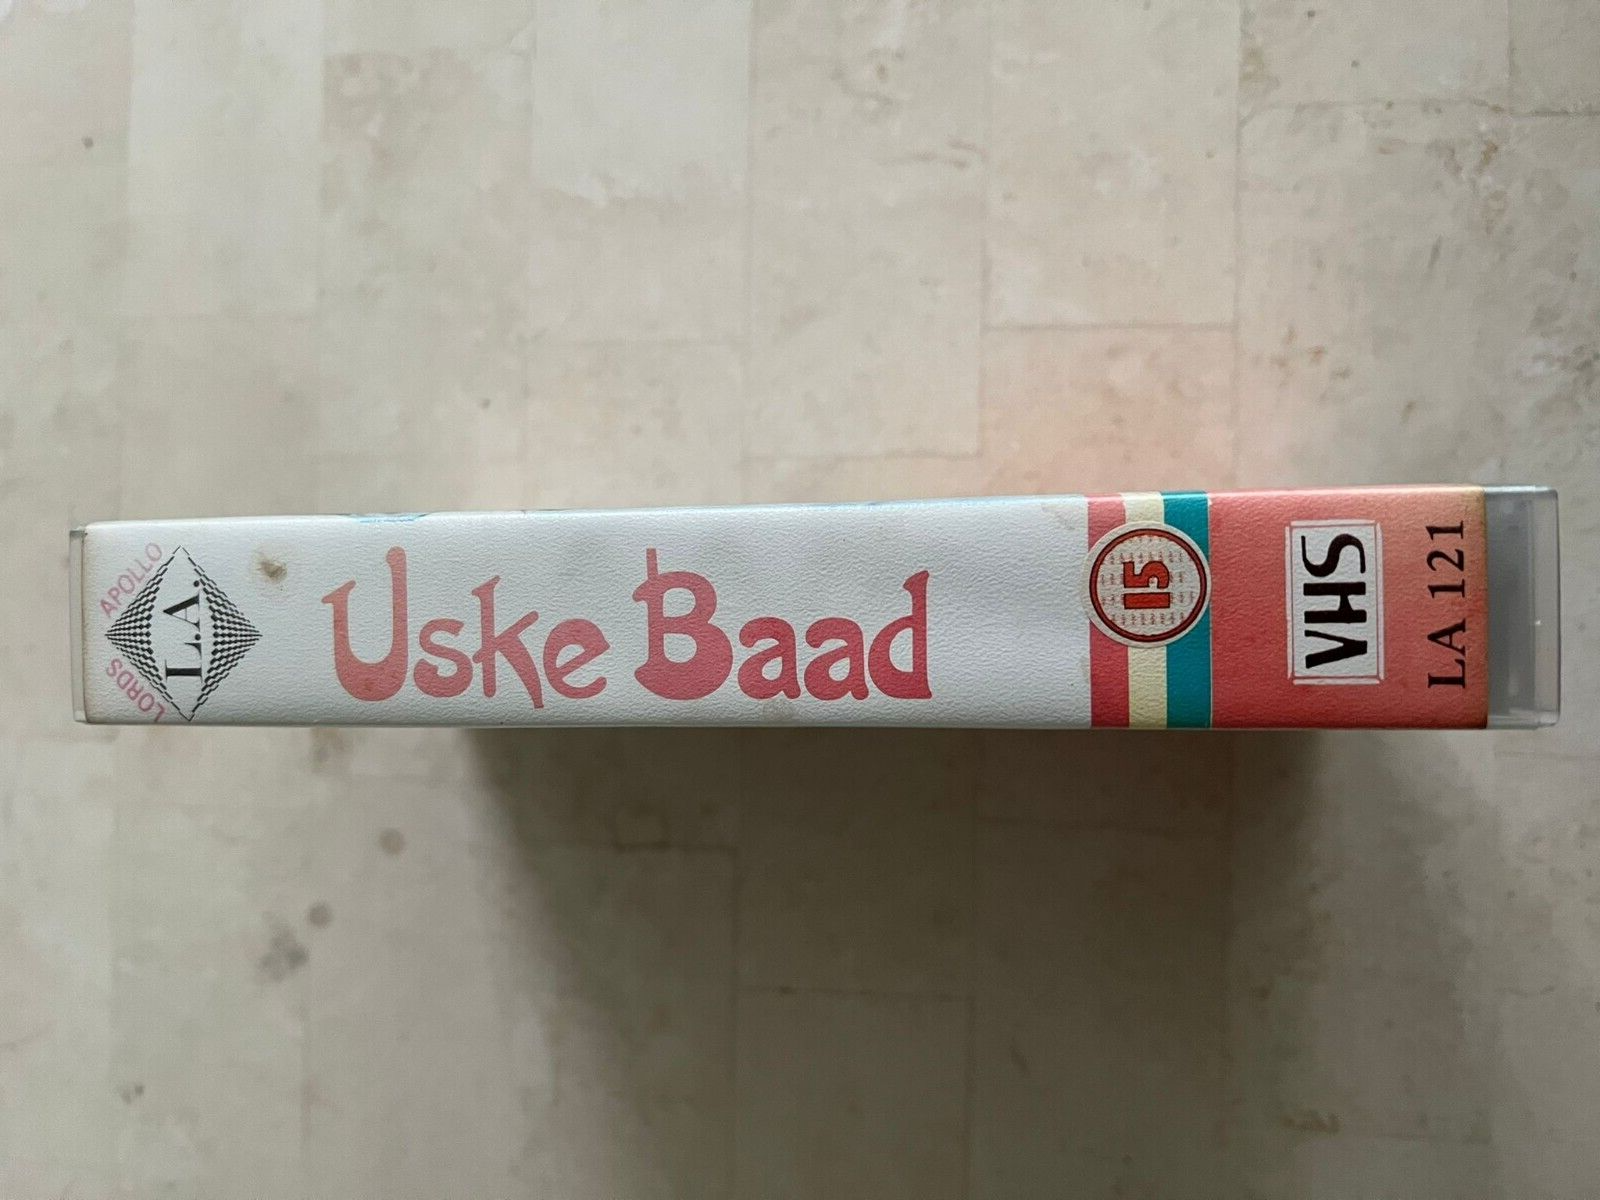 LORDS APOLLO
L.A.
Uske Baad
15
VHS
LA 121